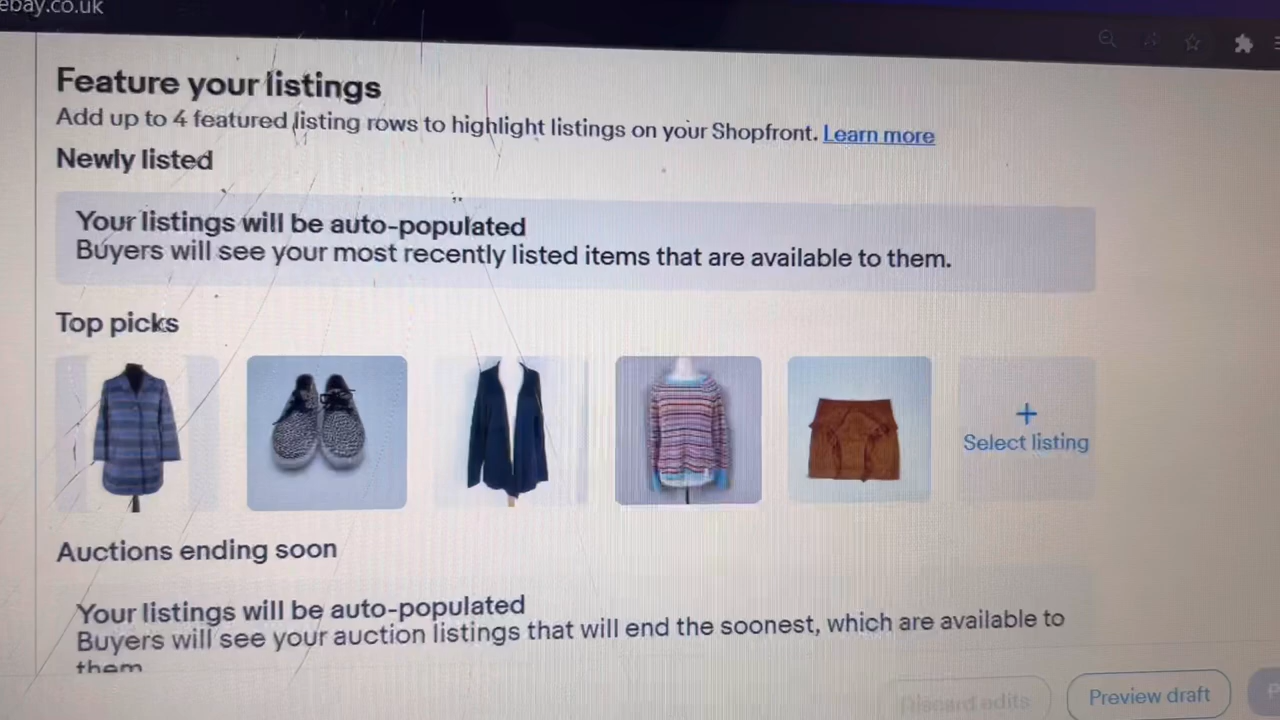 ebay.co.uk
Feature your listings
Add up to 4 featured listing rows to highlight listings on your Shopfront. Learn more
Newly listed
Your listings will be auto-populated
Buyers will see your most recently listed items that are available to them.
Top picks
+
Select listing
Auctions ending soon
Your listings will be auto-populated
Buyers will see your auction listings that will end the soonest, which are available to
them
Discard edits
Preview draft